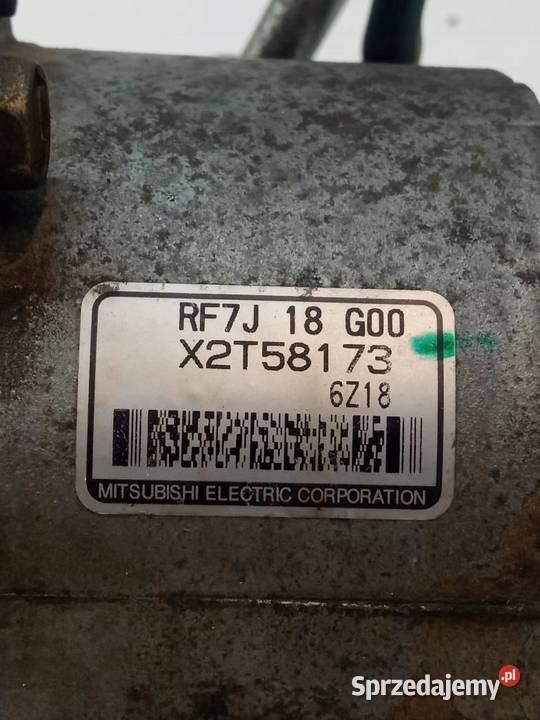 RF7J 18 G00
X2T58173
6Z18
MITSUBISHI ELECTRIC CORPORATION
Sprzedajemy.pl